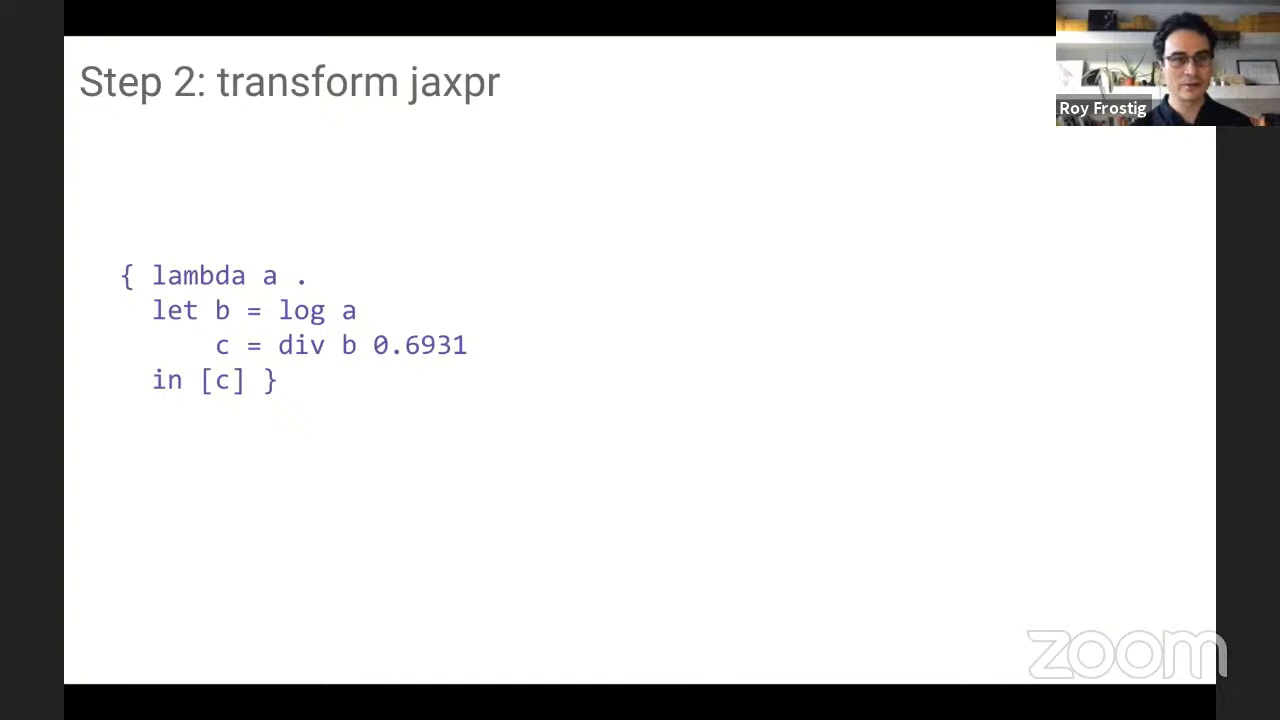 Step 2: transform jaxpr
Roy Frostig
{ lambda a .
let b = log a
c = div b 0.6931
in [c] }
zoom